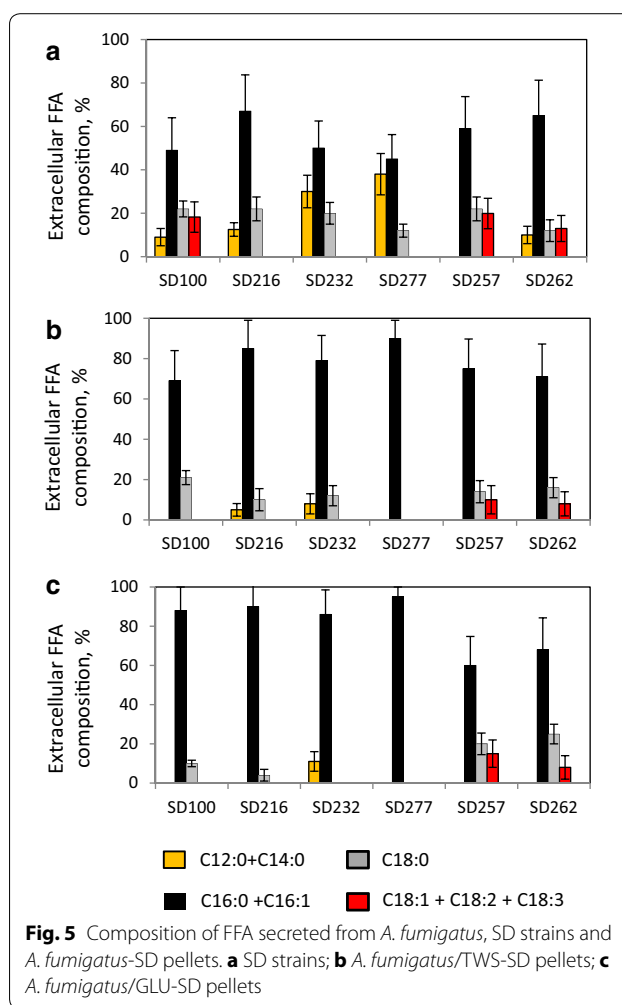 a
Extracellular FFA
composition, %
100
80
60
40
20
0
SD100 SD216 SD232 SD277 SD257 SD262
b
Extracellular FFA
composition, %
100
80
60
40
20
0
SD100 SD216 SD232 SD277 SD257 SD262
c
Extracellular FFA
composition, %
100
80
60
40
20
0
SD100 SD216 SD232 SD277 SD257 SD262
C12:0+C14:0 C18:0
C16:0 +C16:1 C18:1 + C18:2 + C18:3
Fig. 5 Composition of FFA secreted from A. fumigatus, SD strains and
A. fumigatus-SD pellets. a SD strains; b A. fumigatus/TWS-SD pellets; c
A. fumigatus/GLU-SD pellets